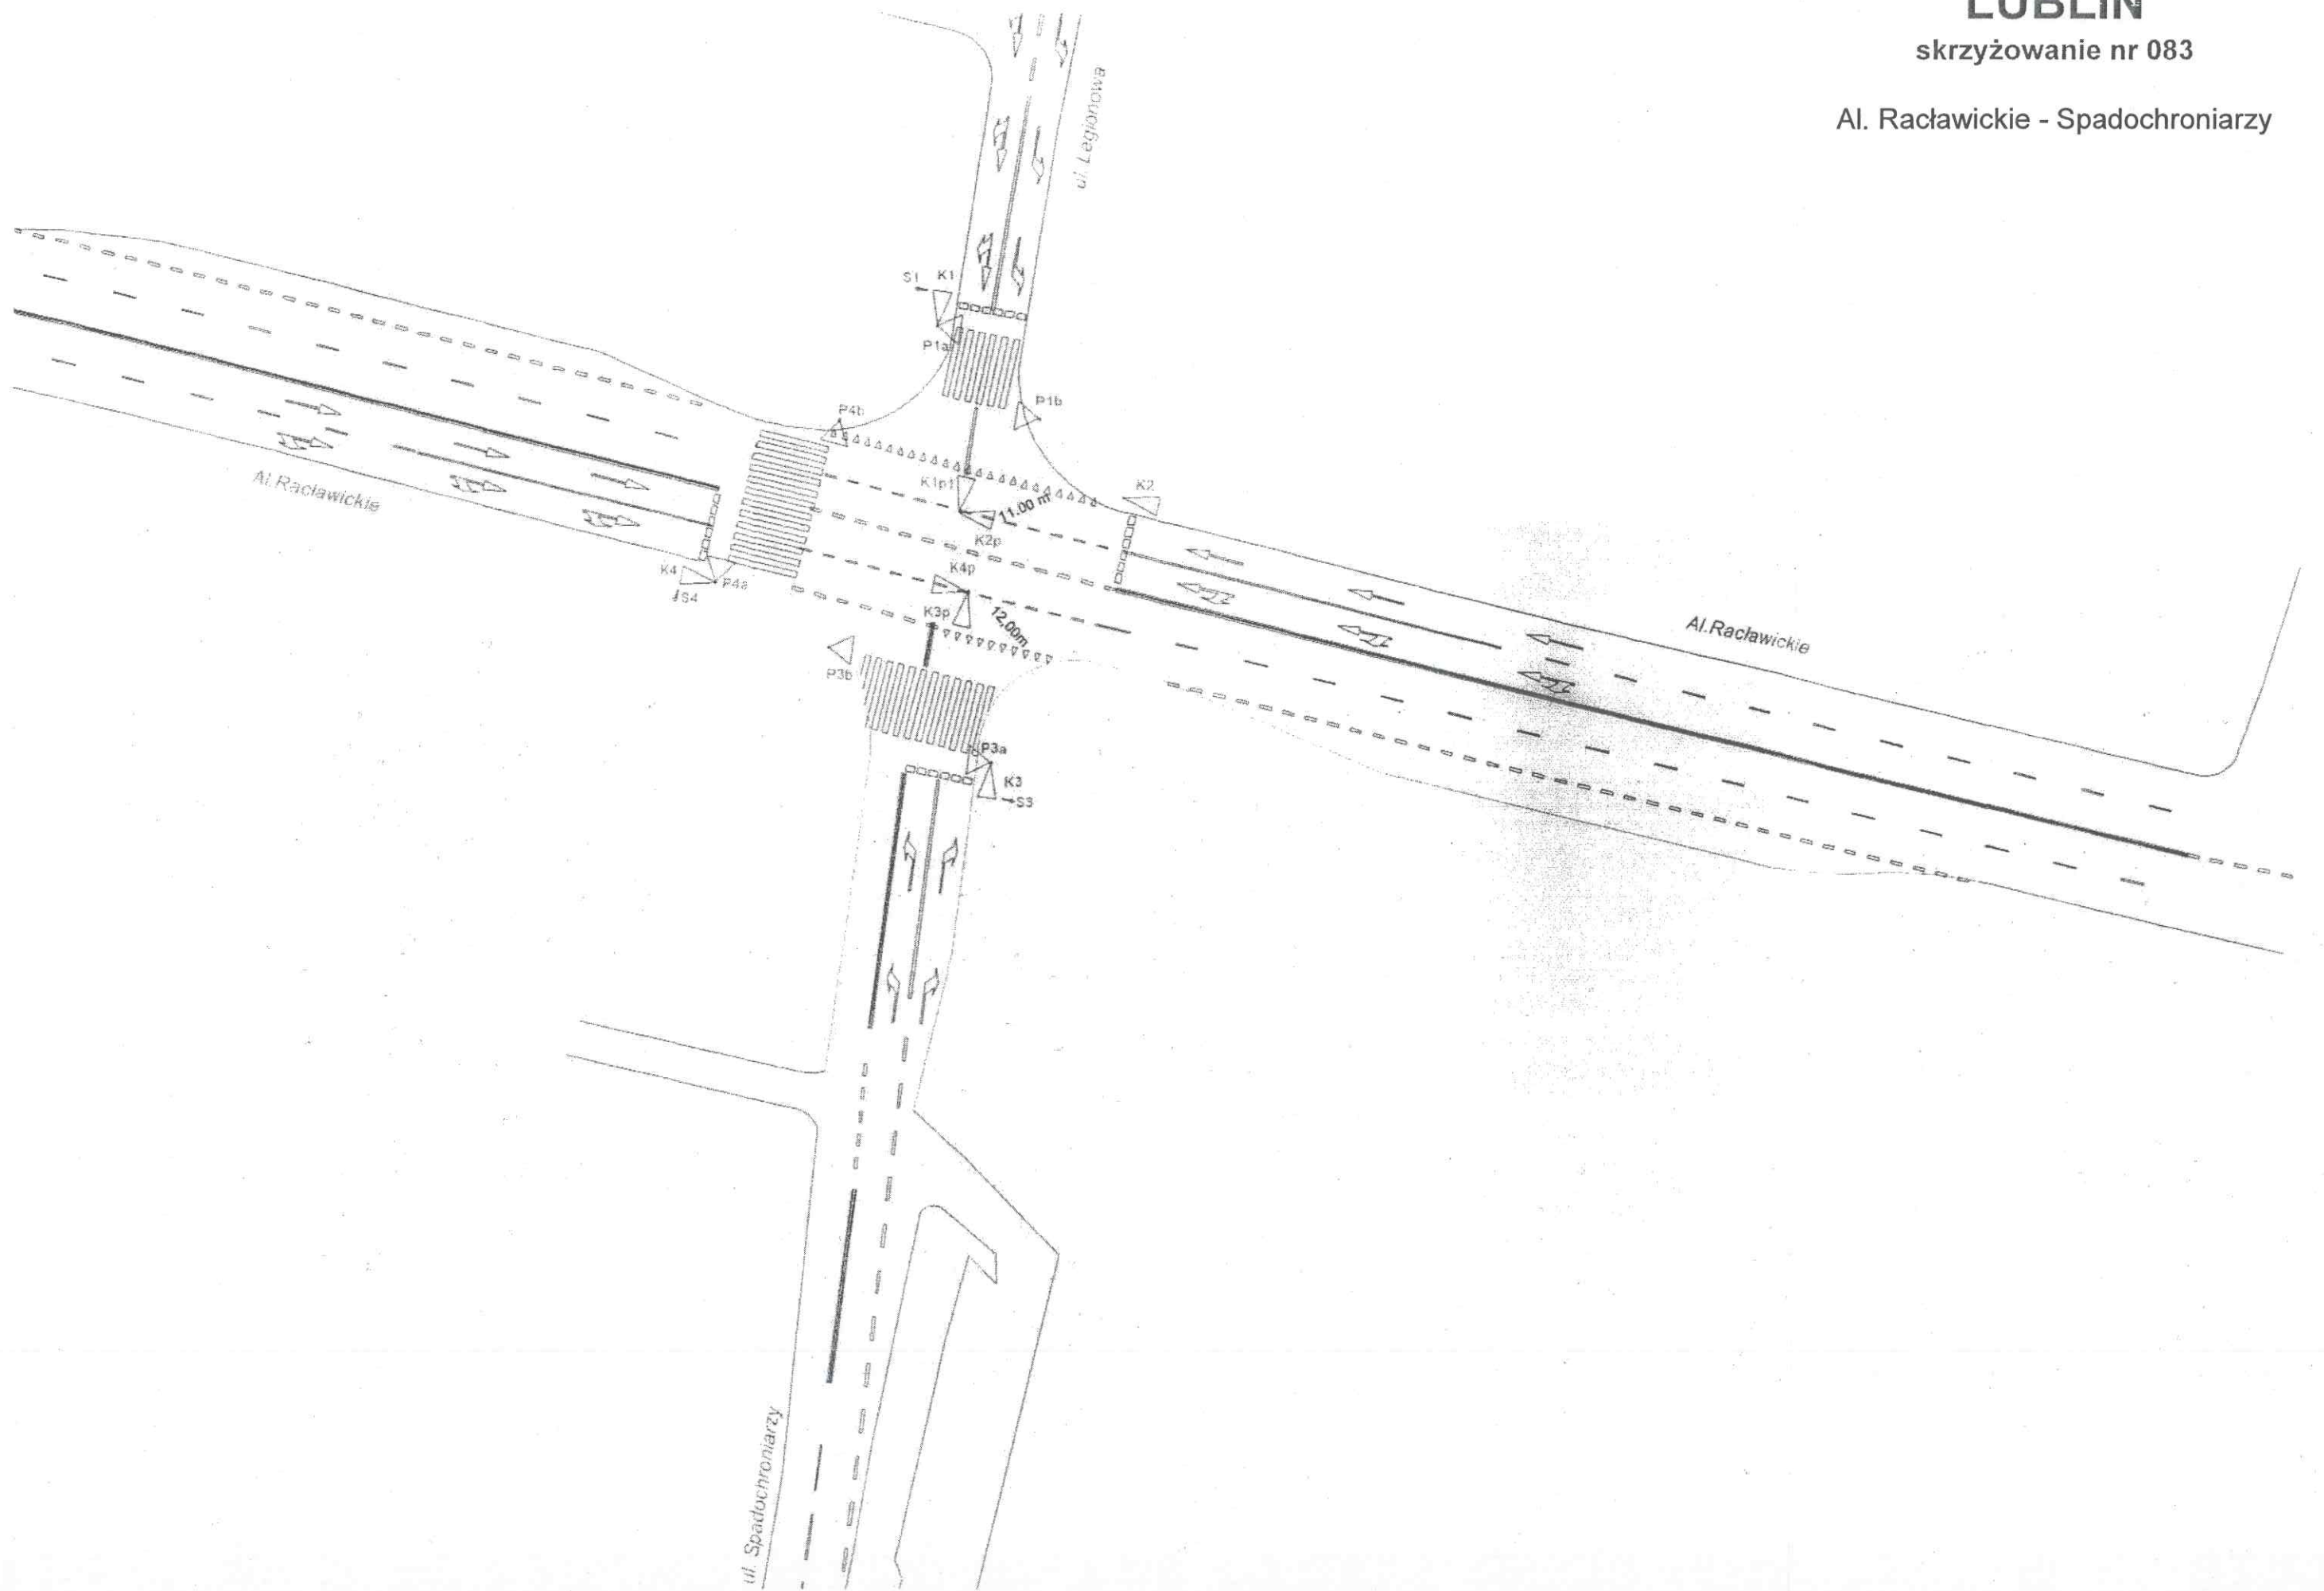 LUBLIN
skrzyżowanie nr 083
Al. Racławickie - Spadochroniarzy
ul. Legionowa
S1 K1
P1a
P1b
P4b
K1p1
11.00 m
K2
K2p
Al.Racławickie
K4 P4a
S4
K4p
K3p
12,00m
Al.Racławickie
P3b
P3a
K3
S3
ul. Spadochroniarzy